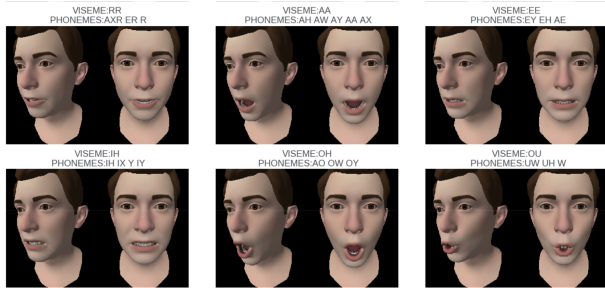 VISEME:RR
PHONEMES:AXR ER R
VISEME:AA
PHONEMES:AH AW AY AA AX
VISEME:EE
PHONEMES:EY EH AE
VISEME:IH
PHONEMES:IH IX Y IY
VISEME:OH
PHONEMES:AO OW OY
VISEME:OU
PHONEMES:UW UH W